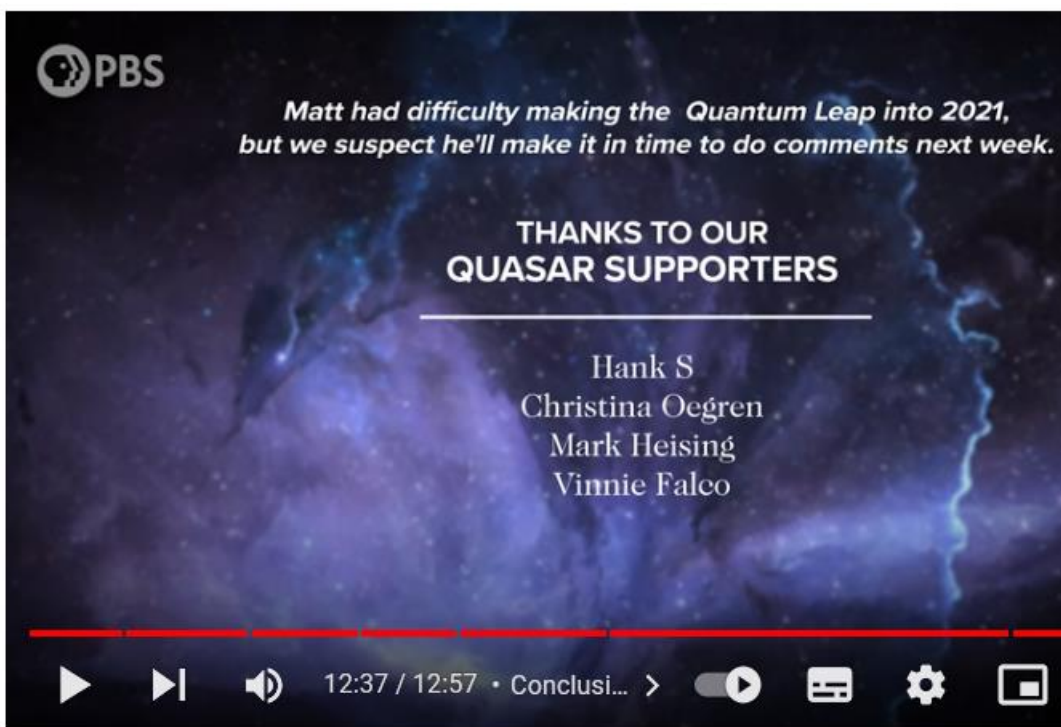 PBS
Matt had difficulty making the Quantum Leap into 2021,
but we suspect he'll make it in time to do comments next week.
THANKS TO OUR
QUASAR SUPPORTERS
Hank S
Christina Oegren
Mark Heising
Vinnie Falco
12:37 / 12:57 • Conclusi...